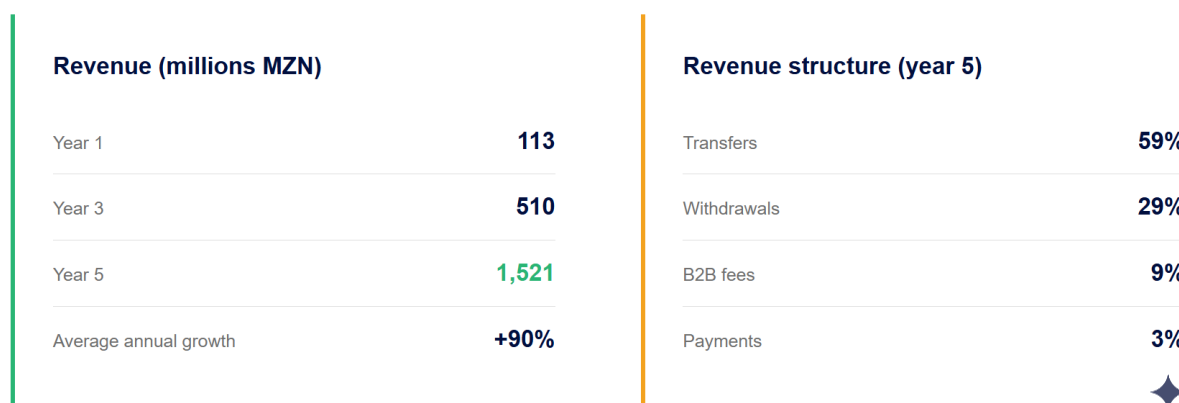 Revenue (millions MZN)
Year 1 113
Year 3 510
Year 5 1,521
Average annual growth +90%
Revenue structure (year 5)
Transfers 59%
Withdrawals 29%
B2B fees 9%
Payments 3%